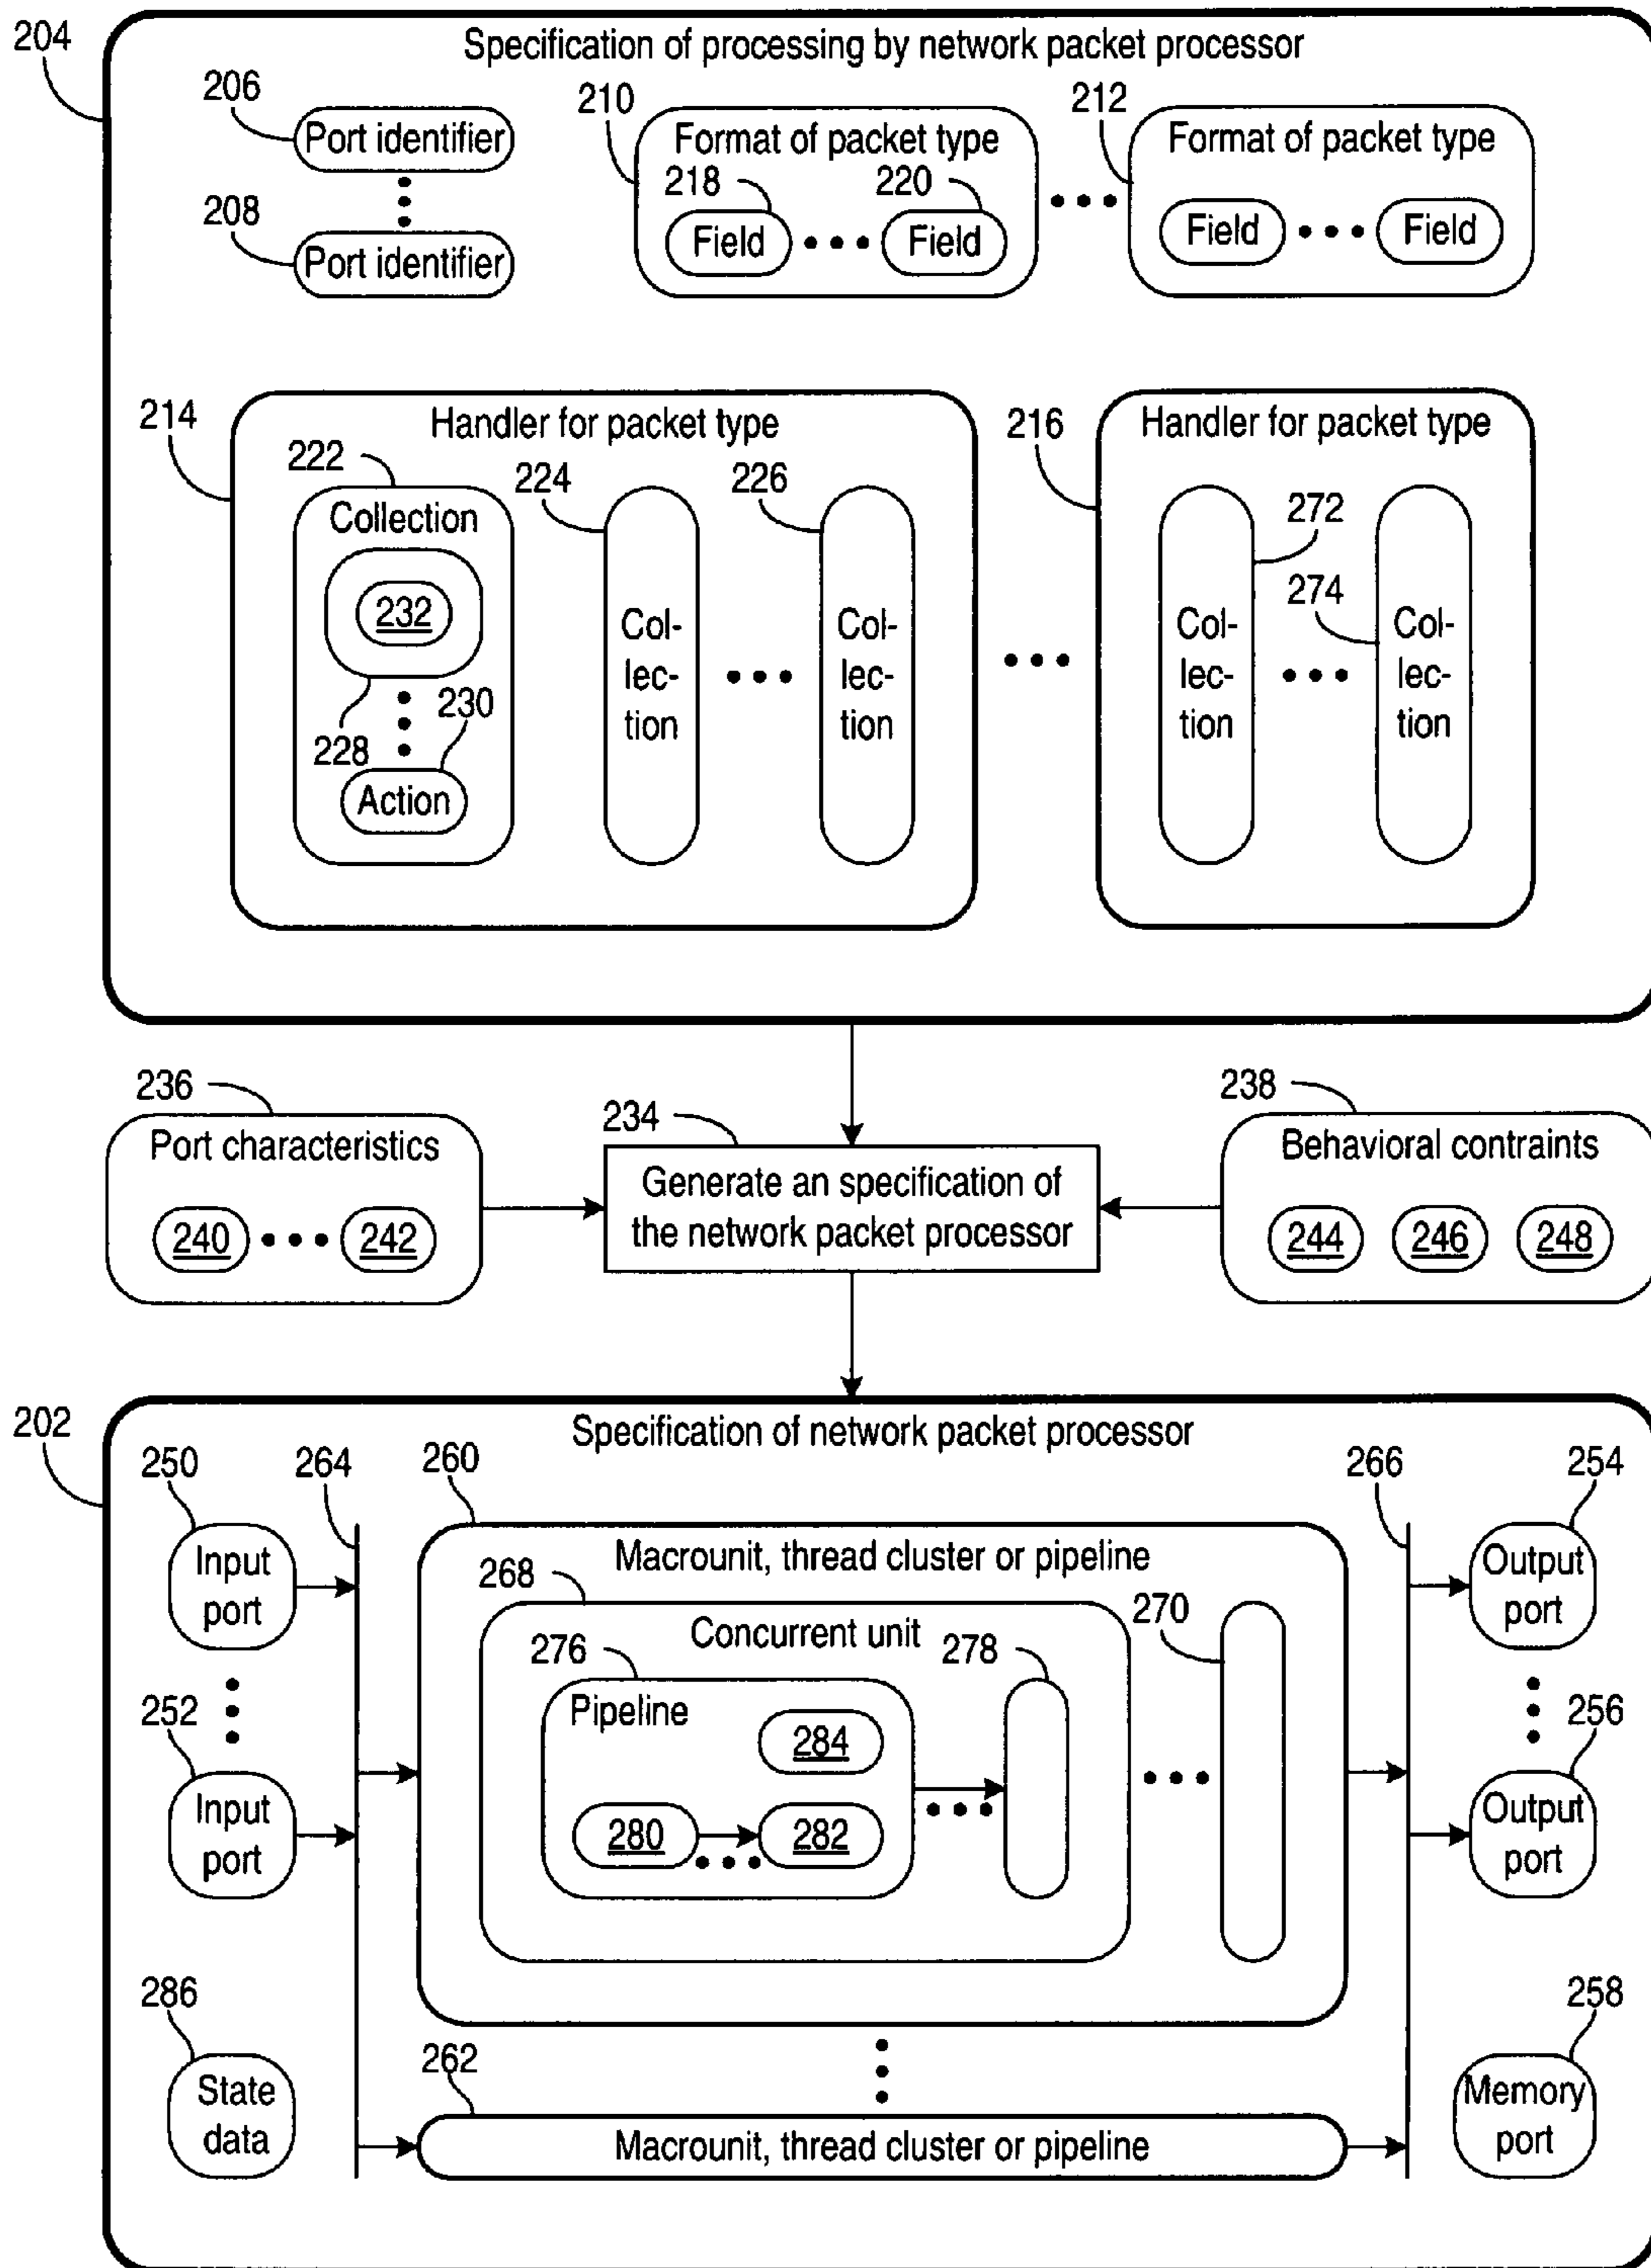 204
Specification of processing by network packet processor
206
Port identifier
208
Port identifier
210
Format of packet type
218
220
Field
Field
212
Format of packet type
Field
Field
214
Handler for packet type
222
Collection
232
228
230
Action
224
Col-
lec-
tion
226
Col-
lec-
tion
216
Handler for packet type
272
Col-
lec-
tion
274
Col-
lec-
tion
236
Port characteristics
240
242
234
Generate an specification of
the network packet processor
238
Behavioral contraints
244
246
248
202
Specification of network packet processor
250
Input
port
252
Input
port
264
260
Macrounit, thread cluster or pipeline
268
Concurrent unit
276
Pipeline
284
280
282
278
270
266
254
Output
port
256
Output
port
286
State
data
262
Macrounit, thread cluster or pipeline
258
Memory
port